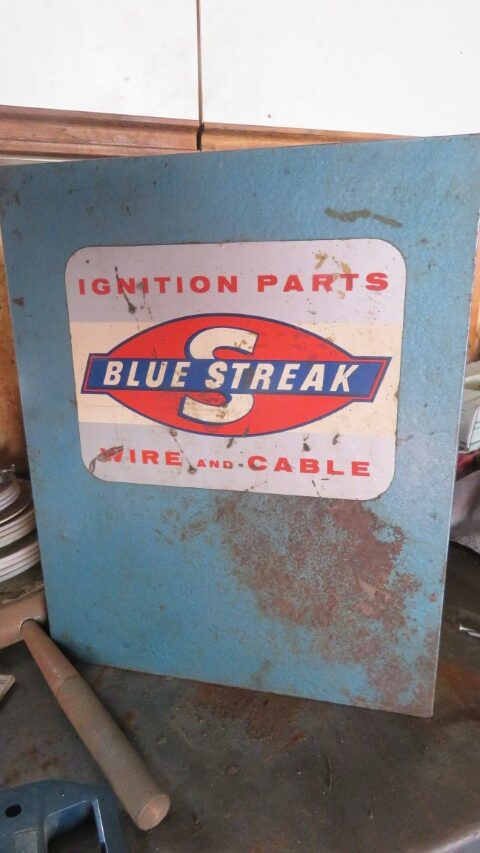 IGNITION PARTS
S
BLUE STREAK
WIRE AND CABLE